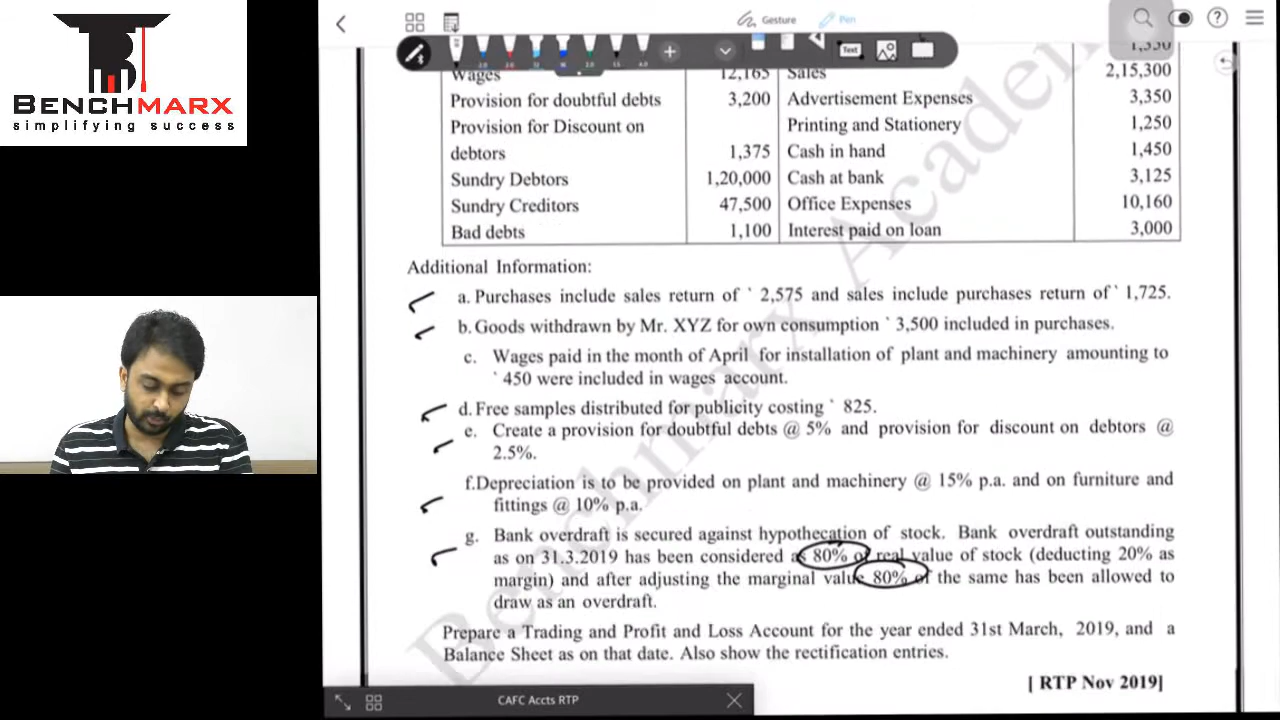 Gesture
Pen
Text
BENCHMARX
simplifying success
1,550
Wages 12,165 Sales 2,15,300
Provision for doubtful debts 3,200 Advertisement Expenses 3,350
Provision for Discount on Printing and Stationery 1,250
debtors 1,375 Cash in hand 1,450
Sundry Debtors 1,20,000 Cash at bank 3,125
Sundry Creditors 47,500 Office Expenses 10,160
Bad debts 1,100 Interest paid on loan 3,000
Additional Information:
a. Purchases include sales return of ` 2,575 and sales include purchases return of ` 1,725.
b. Goods withdrawn by Mr. XYZ for own consumption ` 3,500 included in purchases.
c. Wages paid in the month of April for installation of plant and machinery amounting to
` 450 were included in wages account.
d. Free samples distributed for publicity costing ` 825.
e. Create a provision for doubtful debts @ 5% and provision for discount on debtors @
2.5%.
f. Depreciation is to be provided on plant and machinery @ 15% p.a. and on furniture and
fittings @ 10% p.a.
g. Bank overdraft is secured against hypothecation of stock. Bank overdraft outstanding
as on 31.3.2019 has been considered as 80% of real value of stock (deducting 20% as
margin) and after adjusting the marginal value 80% of the same has been allowed to
draw as an overdraft.
Prepare a Trading and Profit and Loss Account for the year ended 31st March, 2019, and a
Balance Sheet as on that date. Also show the rectification entries.
[ RTP Nov 2019]
Benchmarx Academ
CAFC Accts RTP